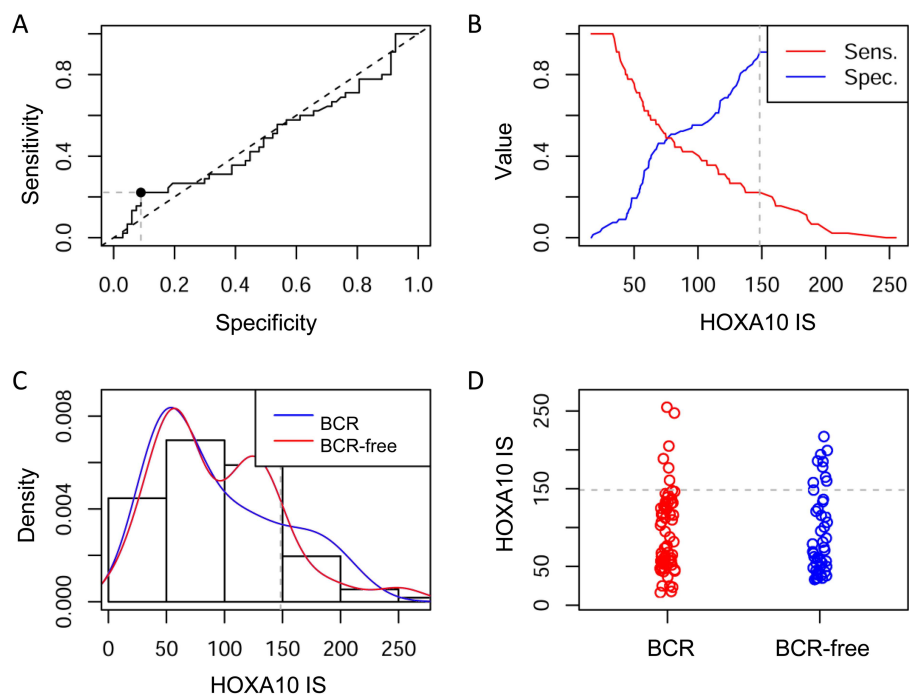 A
0.0 0.4 0.8
Sensitivity
0.0 0.2 0.4 0.6 0.8 1.0
Specificity
B
0.0 0.4 0.8
Value
Sens.
Spec.
50 100 150 200 250
HOXA10 IS
C
0.000 0.004 0.008
Density
BCR
BCR-free
0 50 100 150 200 250
HOXA10 IS
D
0 50 150 250
HOXA10 IS
BCR BCR-free